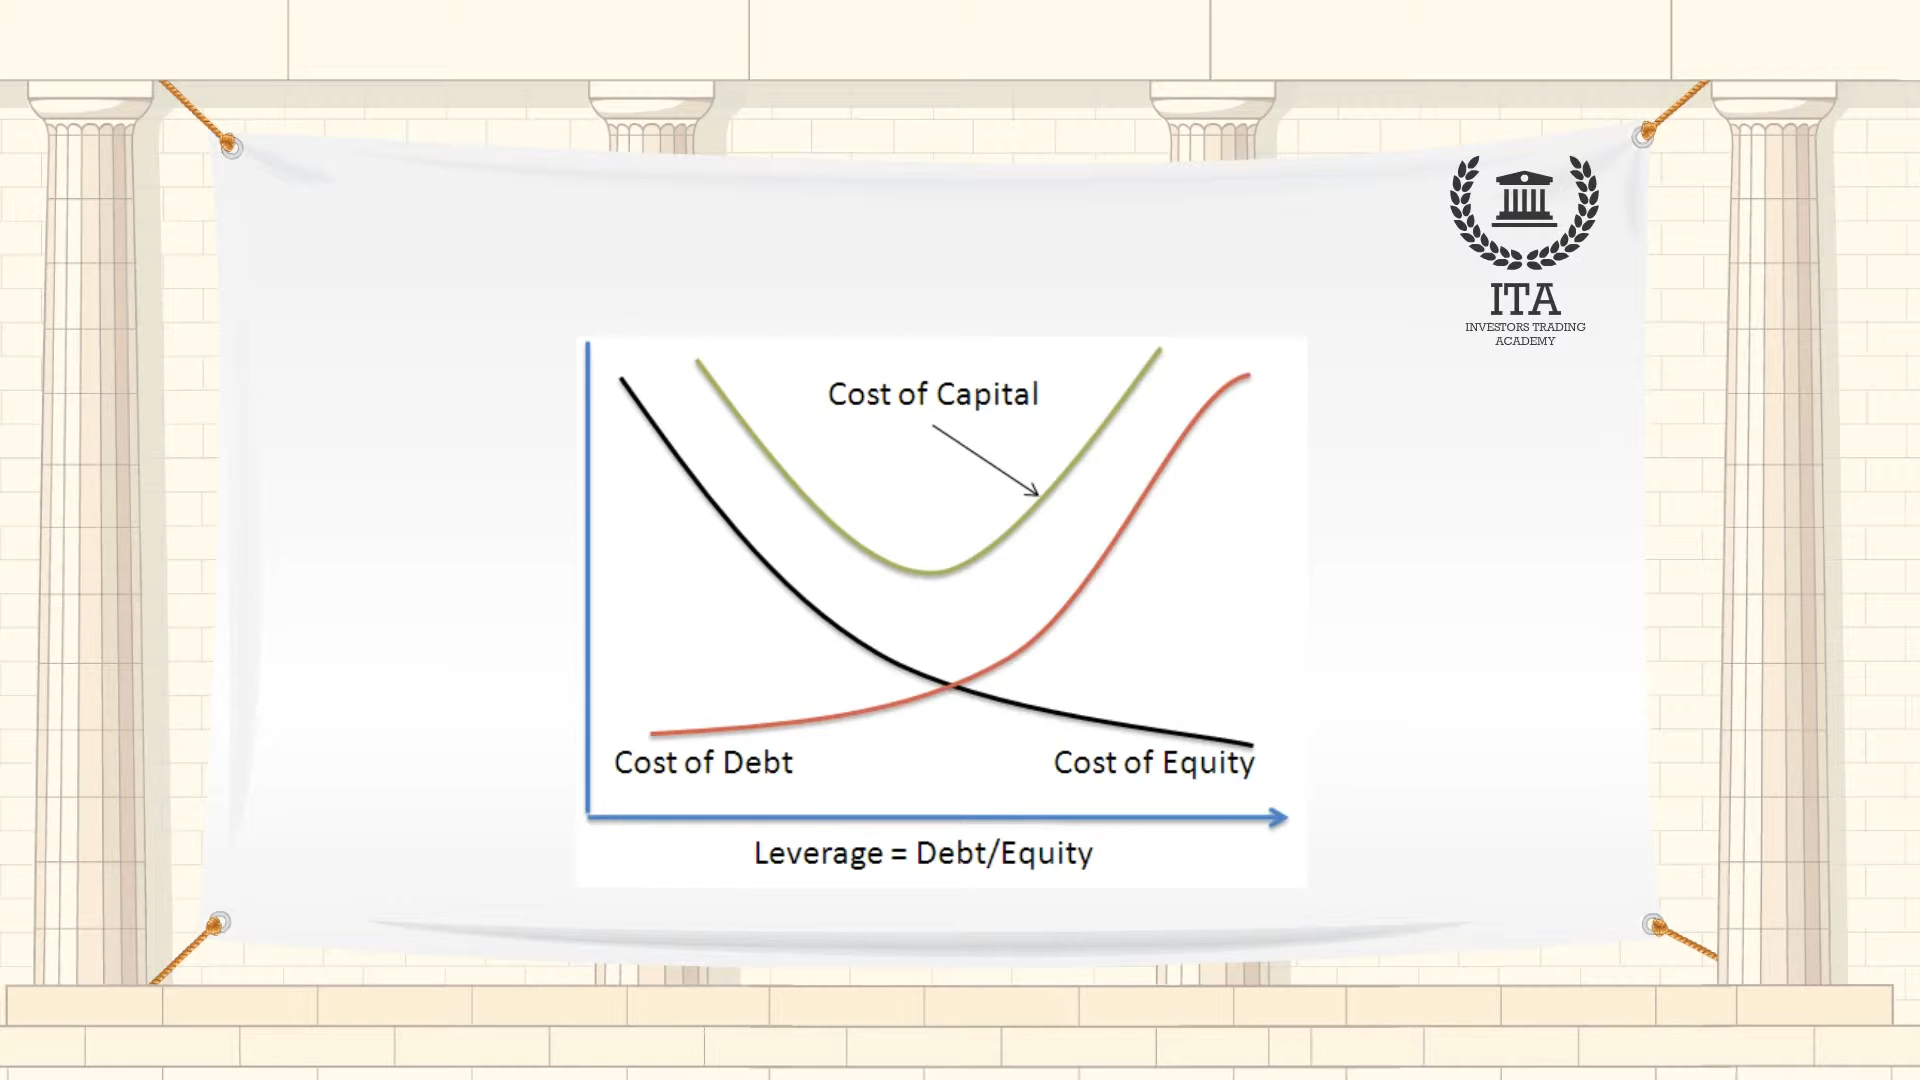 ITA
INVESTORS TRADING
ACADEMY
Cost of Capital
Cost of Debt
Cost of Equity
Leverage = Debt/Equity